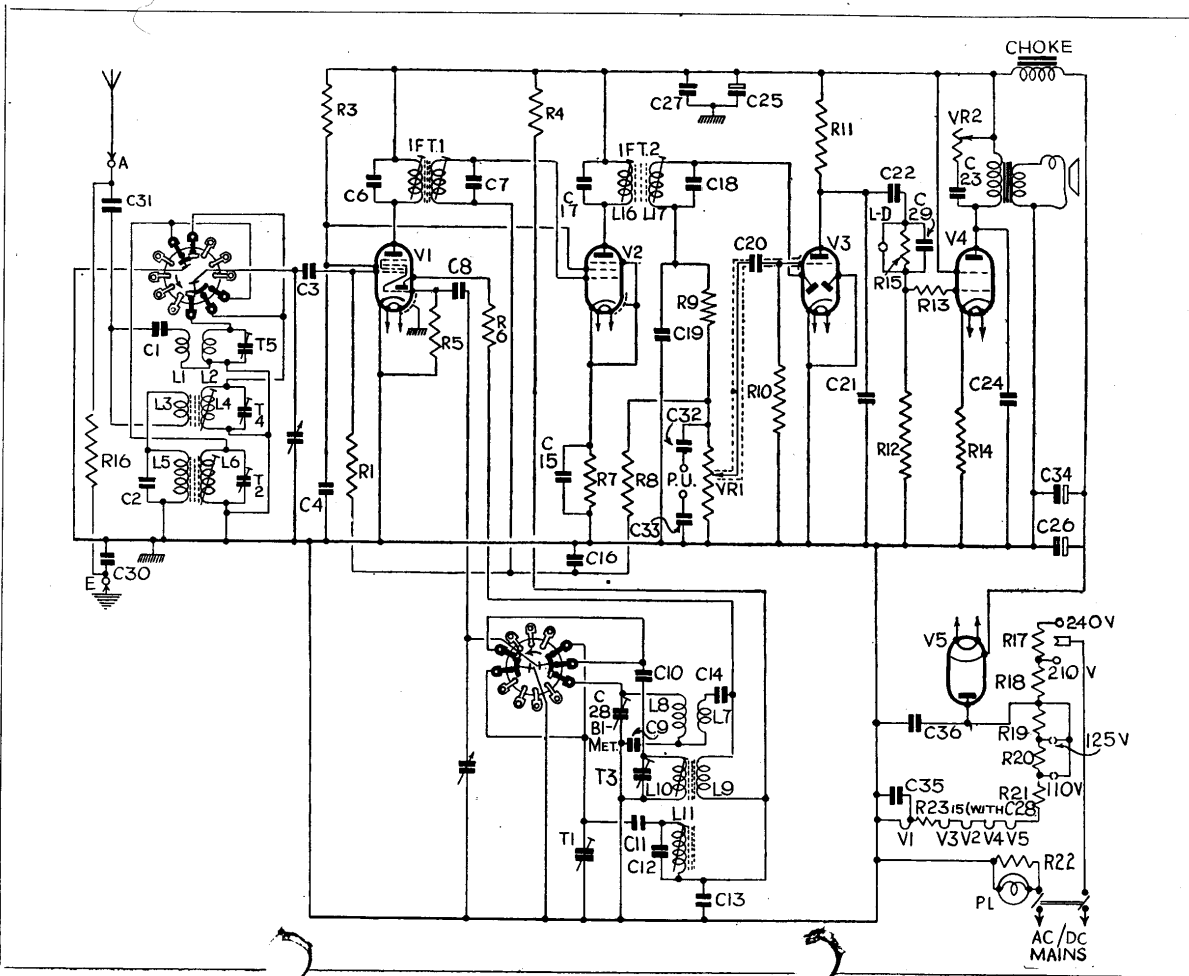 CHOKE
R3
R4
C27
C25
R11
VR2
C
23
A
C31
IFT.1
C6
C7
IFT.2
C
17
L16
L17
C18
C22
L-D
C
29
R15
V4
V1
C8
V2
C20
V3
C3
R5
R6
R9
C19
R13
C1
L1
L2
T5
L3
L4
T
4
R16
L5
L6
C2
T
2
C4
R1
C
15
R7
R8
C32
P.U.
C33
VR1
R10
C21
R12
R14
C24
C34
C26
E
C30
C16
V5
R17
240V
210V
R18
R19
125V
R20
110V
R21
C10
C14
C
28
BI-
MET.
C9
L8
L7
T3
L10
L9
C36
C35
R23 15 (WITH C28
V1
V3 V2 V4 V5
T1
C11
C12
L11
C13
R22
PL
AC/DC
MAINS